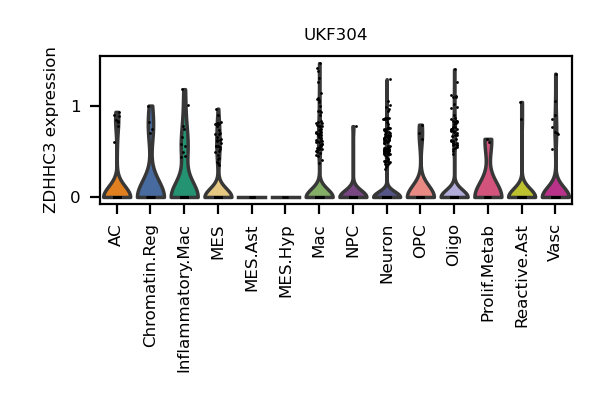 UKF304
ZDHHC3 expression
1
0
AC
Chromatin.Reg
Inflammatory.Mac
MES
MES.Ast
MES.Hyp
Mac
NPC
Neuron
OPC
Oligo
Prolif.Metab
Reactive.Ast
Vasc